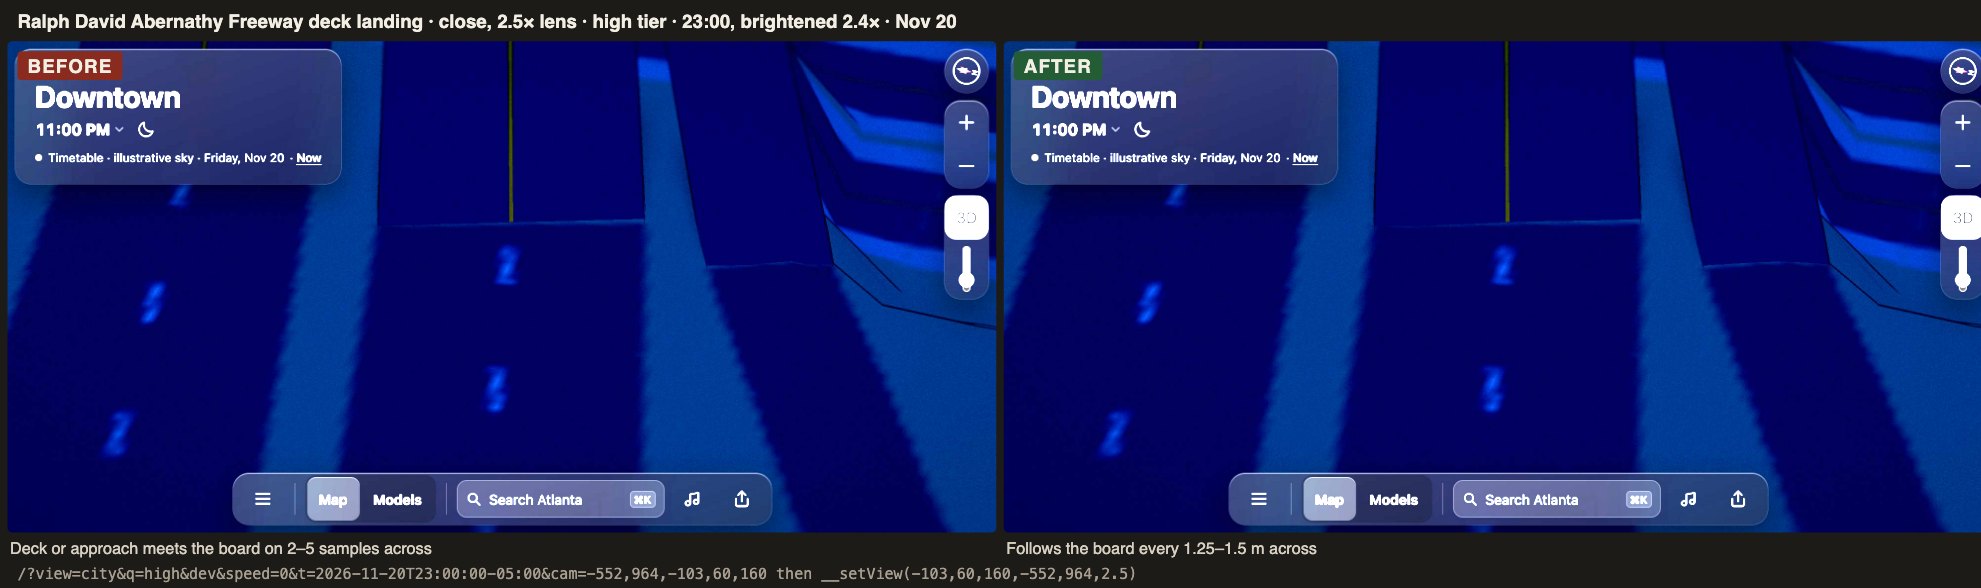 Ralph David Abernathy Freeway deck landing · close, 2.5× lens · high tier · 23:00, brightened 2.4× · Nov 20
BEFORE
Downtown
11:00 PM
Timetable · illustrative sky · Friday, Nov 20 · Now
+
−
3D
Map
Models
Search Atlanta
⌘K
AFTER
Downtown
11:00 PM
Timetable · illustrative sky · Friday, Nov 20 · Now
+
−
3D
Map
Models
Search Atlanta
⌘K
Deck or approach meets the board on 2–5 samples across
Follows the board every 1.25–1.5 m across
/?view=city&q=high&dev&speed=0&t=2026-11-20T23:00:00-05:00&cam=-552,964,-103,60,160 then __setView(-103,60,160,-552,964,2.5)